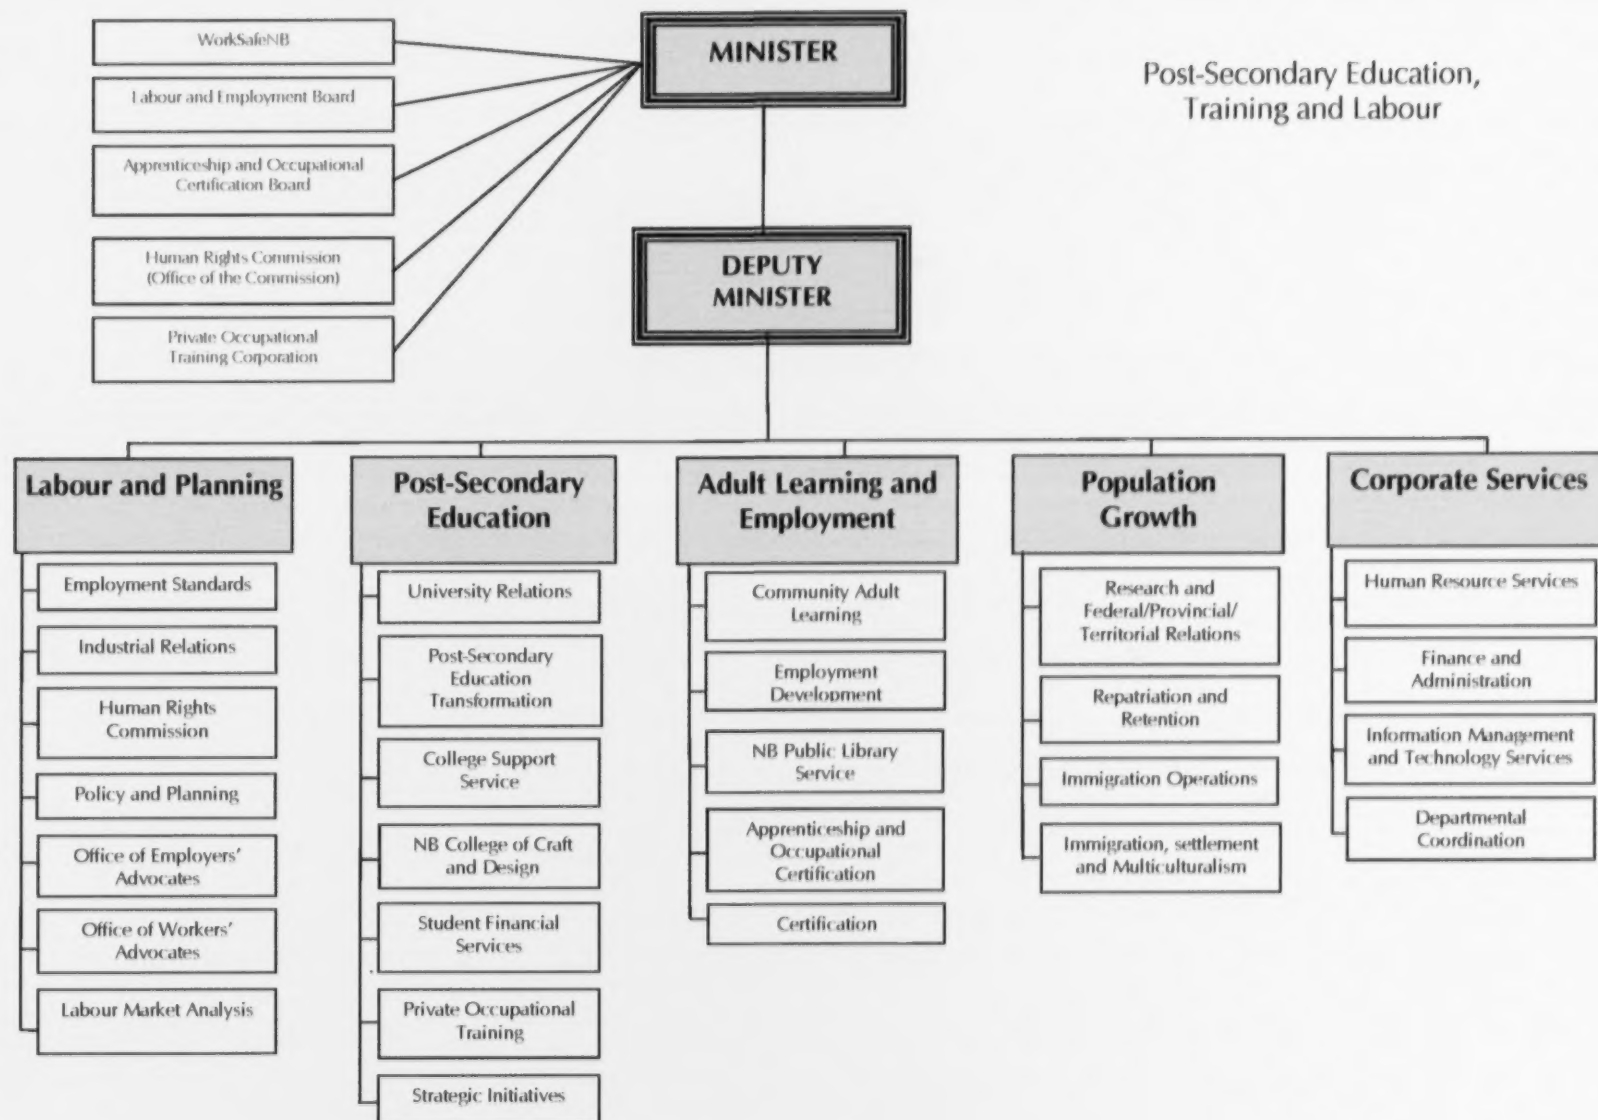 WorkSafeNB
Labour and Employment Board
Apprenticeship and Occupational
Certification Board
Human Rights Commission
(Office of the Commission)
Private Occupational
Training Corporation
MINISTER
Post-Secondary Education,
Training and Labour
DEPUTY
MINISTER
Labour and Planning
Employment Standards
Industrial Relations
Human Rights
Commission
Policy and Planning
Office of Employers'
Advocates
Office of Workers'
Advocates
Labour Market Analysis
Post-Secondary
Education
University Relations
Post-Secondary
Education
Transformation
College Support
Service
NB College of Craft
and Design
Student Financial
Services
Private Occupational
Training
Strategic Initiatives
Adult Learning and
Employment
Community Adult
Learning
Employment
Development
NB Public Library
Service
Apprenticeship and
Occupational
Certification
Certification
Population
Growth
Research and
Federal/Provincial/
Territorial Relations
Repatriation and
Retention
Immigration Operations
Immigration, settlement
and Multiculturalism
Corporate Services
Human Resource Services
Finance and
Administration
Information Management
and Technology Services
Departmental
Coordination